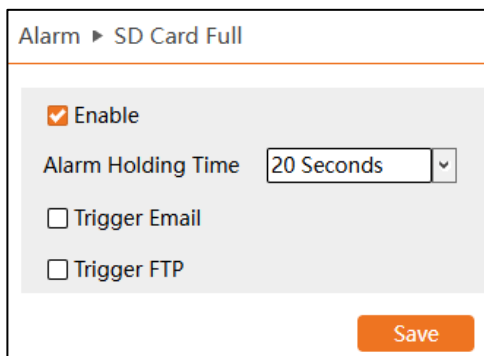 Alarm ▶ SD Card Full
Enable
Alarm Holding Time 20 Seconds
Trigger Email
Trigger FTP
Save